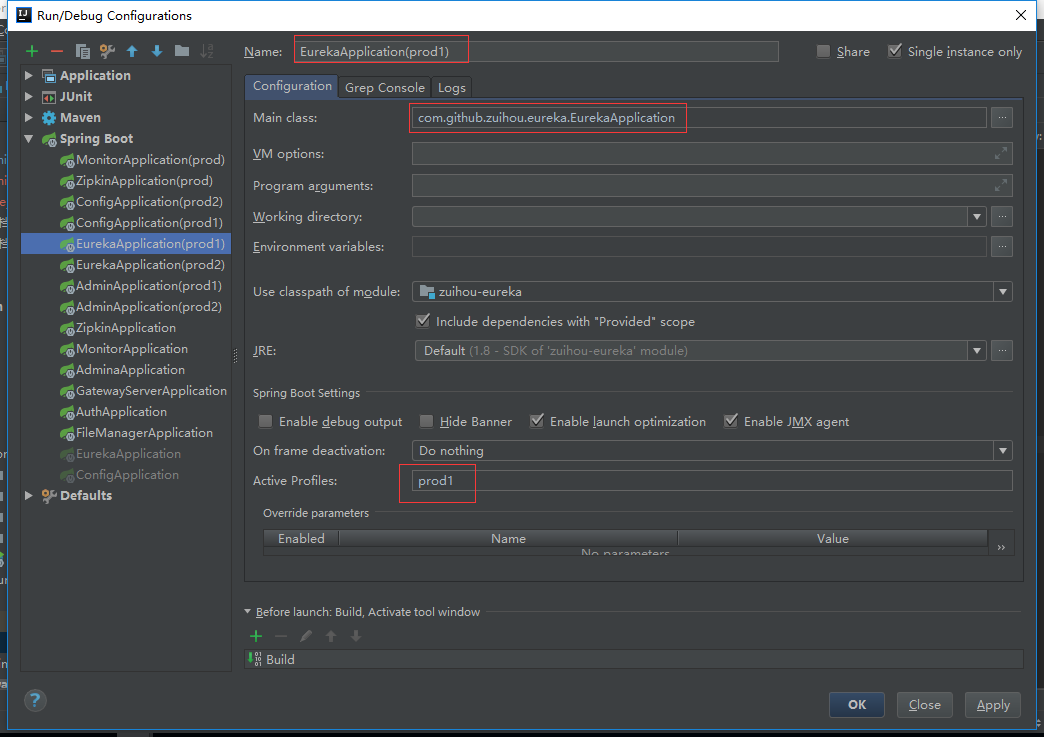 Run/Debug Configurations
Name: EurekaApplication(prod1) Share Single instance only
Application
JUnit
Maven
Spring Boot
MonitorApplication(prod)
ZipkinApplication(prod)
ConfigApplication(prod2)
ConfigApplication(prod1)
EurekaApplication(prod1)
EurekaApplication(prod2)
AdminApplication(prod1)
AdminApplication(prod2)
ZipkinApplication
MonitorApplication
AdminaApplication
GatewayServerApplication
AuthApplication
FileManagerApplication
EurekaApplication
ConfigApplication
Defaults
Configuration Grep Console Logs
Main class: com.github.zuihou.eureka.EurekaApplication
VM options:
Program arguments:
Working directory:
Environment variables:
Use classpath of module: zuihou-eureka
Include dependencies with "Provided" scope
JRE: Default (1.8 - SDK of 'zuihou-eureka' module)
Spring Boot Settings
Enable debug output Hide Banner Enable launch optimization Enable JMX agent
On frame deactivation: Do nothing
Active Profiles: prod1
Override parameters
Enabled Name Value
No parameters
Before launch: Build, Activate tool window
Build
OK Close Apply